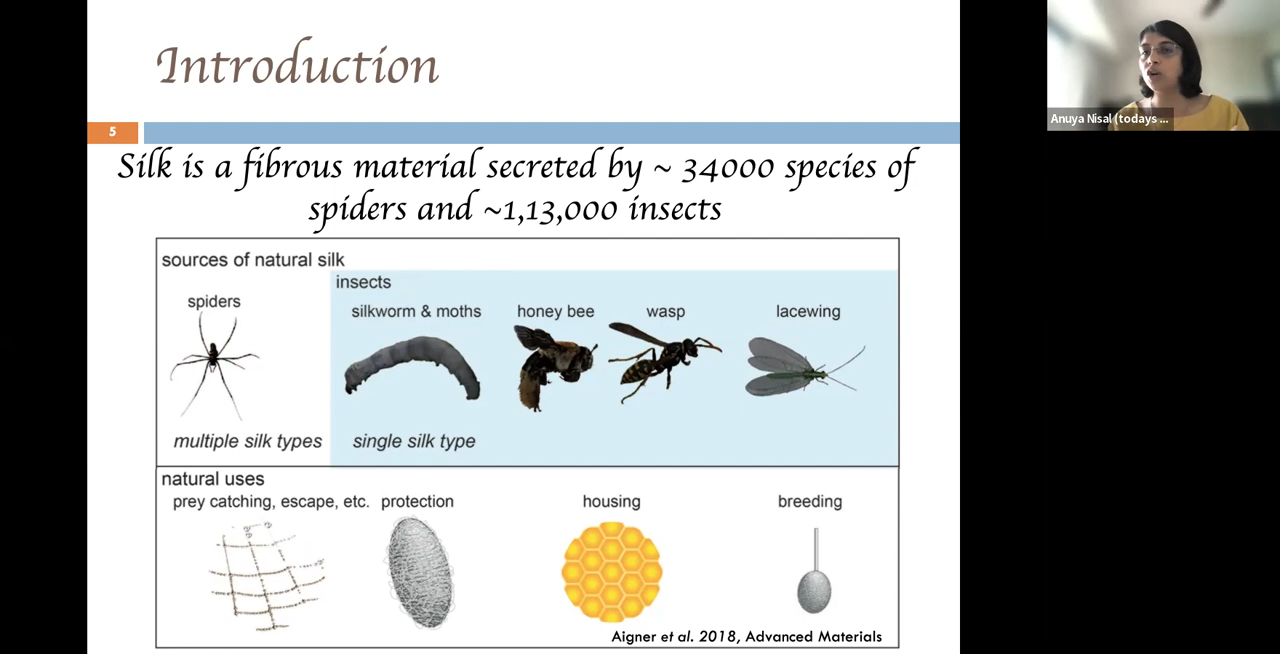 Introduction
5
Silk is a fibrous material secreted by ~ 34000 species of
spiders and ~1,13,000 insects
sources of natural silk
insects
spiders
silkworm & moths
honey bee
wasp
lacewing
multiple silk types
single silk type
natural uses
prey catching, escape, etc.
protection
housing
breeding
Aigner et al. 2018, Advanced Materials
Anuya Nisal (todays ...